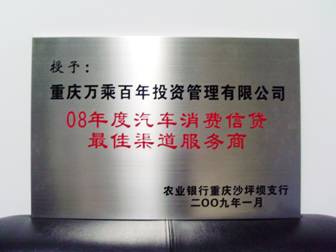 授予：
重庆万乘百年投资管理有限公司
08年度汽车消费信贷
最佳渠道服务商
农业银行重庆沙坪坝支行
二OO九年一月